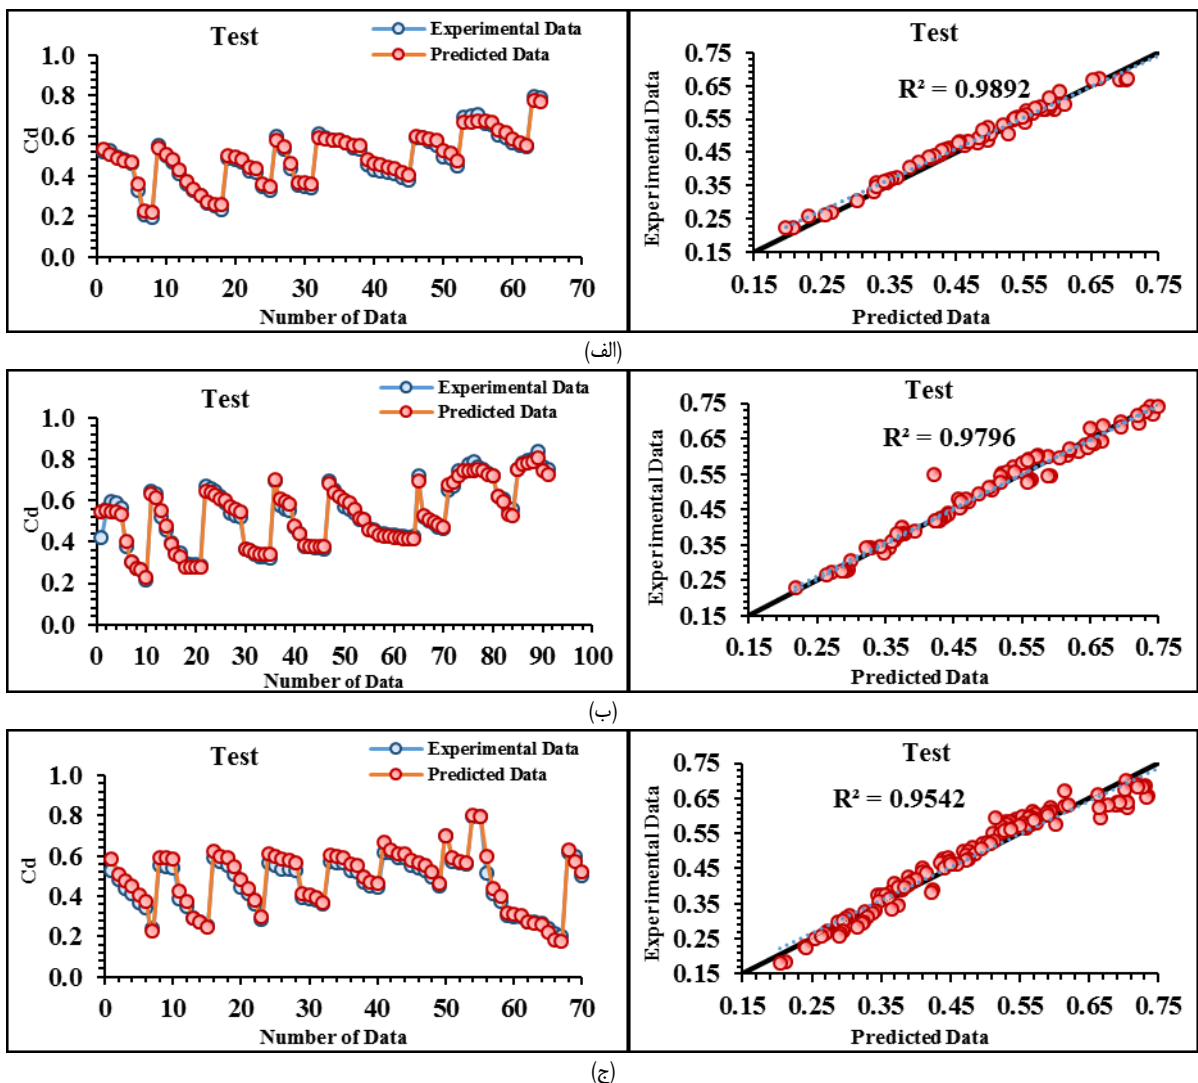 Test
Experimental Data
Predicted Data
1.0
0.8
0.6
0.4
0.2
0.0
Cd
0 10 20 30 40 50 60 70
Number of Data
Test
R² = 0.9892
0.75
0.65
0.55
0.45
0.35
0.25
0.15
Experimental Data
0.15 0.25 0.35 0.45 0.55 0.65 0.75
Predicted Data
(الف)
Test
Experimental Data
Predicted Data
1.0
0.8
0.6
0.4
0.2
0.0
Cd
0 10 20 30 40 50 60 70 80 90 100
Number of Data
Test
R² = 0.9796
0.75
0.65
0.55
0.45
0.35
0.25
0.15
Experimental Data
0.15 0.25 0.35 0.45 0.55 0.65 0.75
Predicted Data
(ب)
Test
Experimental Data
Predicted Data
1.0
0.8
0.6
0.4
0.2
0.0
Cd
0 10 20 30 40 50 60 70
Number of Data
Test
R² = 0.9542
0.75
0.65
0.55
0.45
0.35
0.25
0.15
Experimental Data
0.15 0.25 0.35 0.45 0.55 0.65 0.75
Predicted Data
(ج)